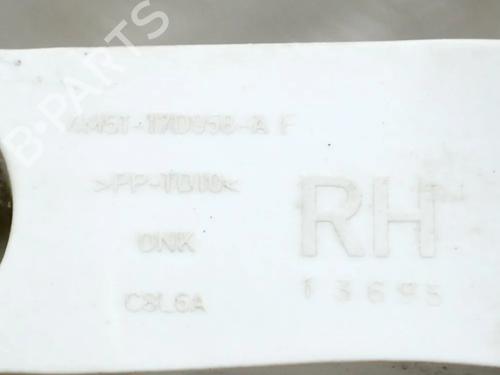 B-PARTS
4M51-17D958-A F
>PP-TD10<
DNK
C8L6A
RH
13695